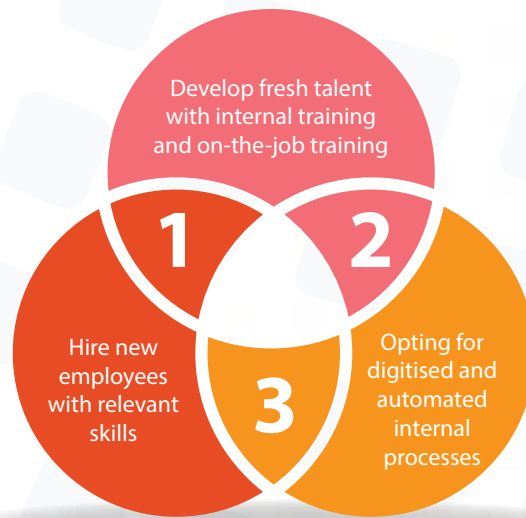 Develop fresh talent
with internal training
and on-the-job training
1
2
Hire new
employees
with relevant
skills
3
Opting for
digitised and
automated
internal
processes